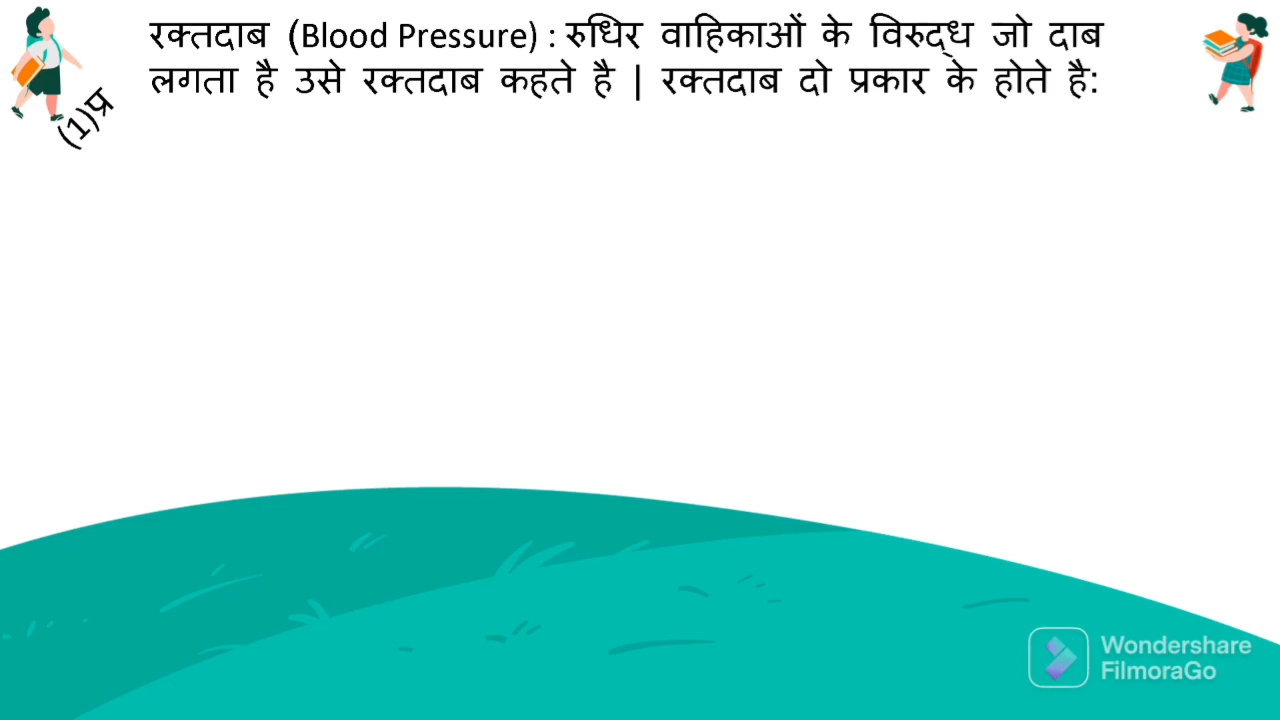 रक्तदाब (Blood Pressure) : रुधिर वाहिकाओं के विरुद्ध जो दाब
लगता है उसे रक्तदाब कहते है | रक्तदाब दो प्रकार के होते है:
(1)प्र
Wondershare
FilmoraGo